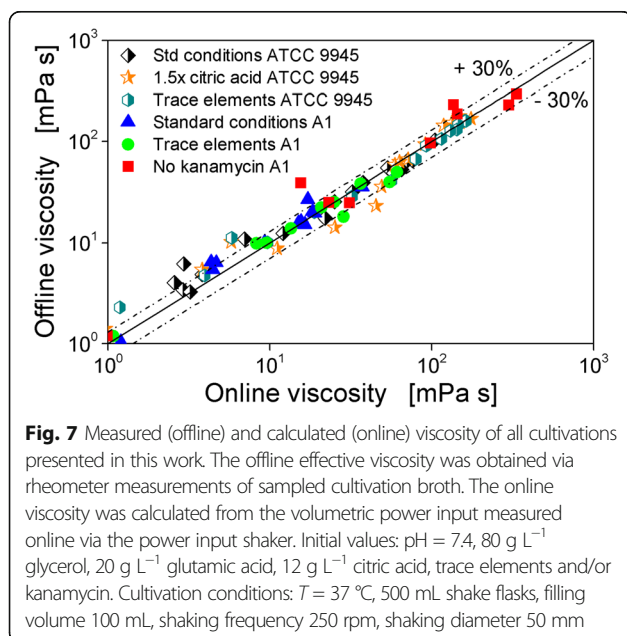 Offline viscosity [mPa s]
10³
10²
10¹
10⁰
Std conditions ATCC 9945
1.5x citric acid ATCC 9945
Trace elements ATCC 9945
Standard conditions A1
Trace elements A1
No kanamycin A1
+ 30%
- 30%
10⁰ 10¹ 10² 10³
Online viscosity [mPa s]
Fig. 7 Measured (offline) and calculated (online) viscosity of all cultivations
presented in this work. The offline effective viscosity was obtained via
rheometer measurements of sampled cultivation broth. The online
viscosity was calculated from the volumetric power input measured
online via the power input shaker. Initial values: pH = 7.4, 80 g L⁻¹
glycerol, 20 g L⁻¹ glutamic acid, 12 g L⁻¹ citric acid, trace elements and/or
kanamycin. Cultivation conditions: T = 37 °C, 500 mL shake flasks, filling
volume 100 mL, shaking frequency 250 rpm, shaking diameter 50 mm